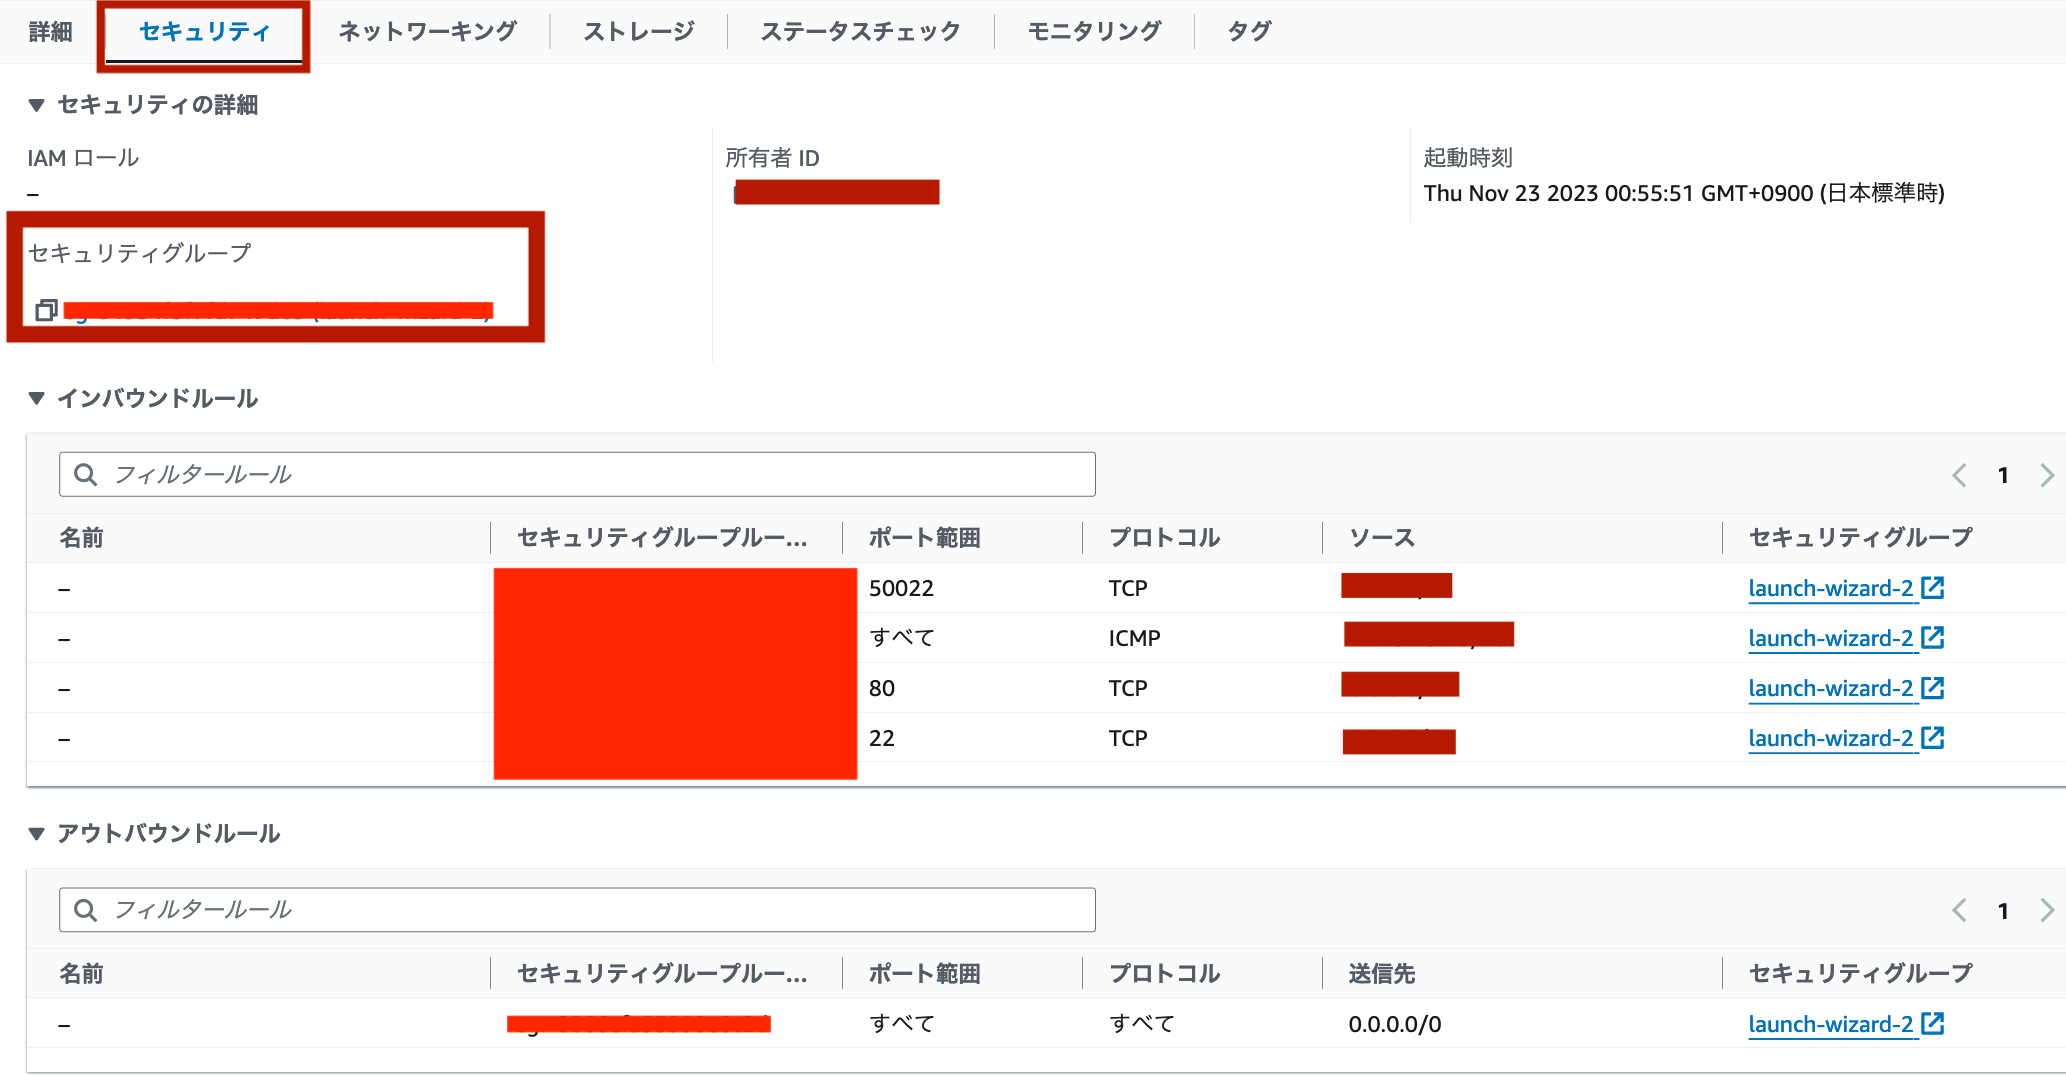 詳細 セキュリティ ネットワーキング ストレージ ステータスチェック モニタリング タグ
▼ セキュリティの詳細
IAM ロール 所有者 ID 起動時刻
– Thu Nov 23 2023 00:55:51 GMT+0900 (日本標準時)
セキュリティグループ
▼ インバウンドルール
フィルタールール 1
名前 セキュリティグループルー... ポート範囲 プロトコル ソース セキュリティグループ
– 50022 TCP launch-wizard-2
– すべて ICMP launch-wizard-2
– 80 TCP launch-wizard-2
– 22 TCP launch-wizard-2
▼ アウトバウンドルール
フィルタールール 1
名前 セキュリティグループルー... ポート範囲 プロトコル 送信先 セキュリティグループ
– すべて すべて 0.0.0.0/0 launch-wizard-2